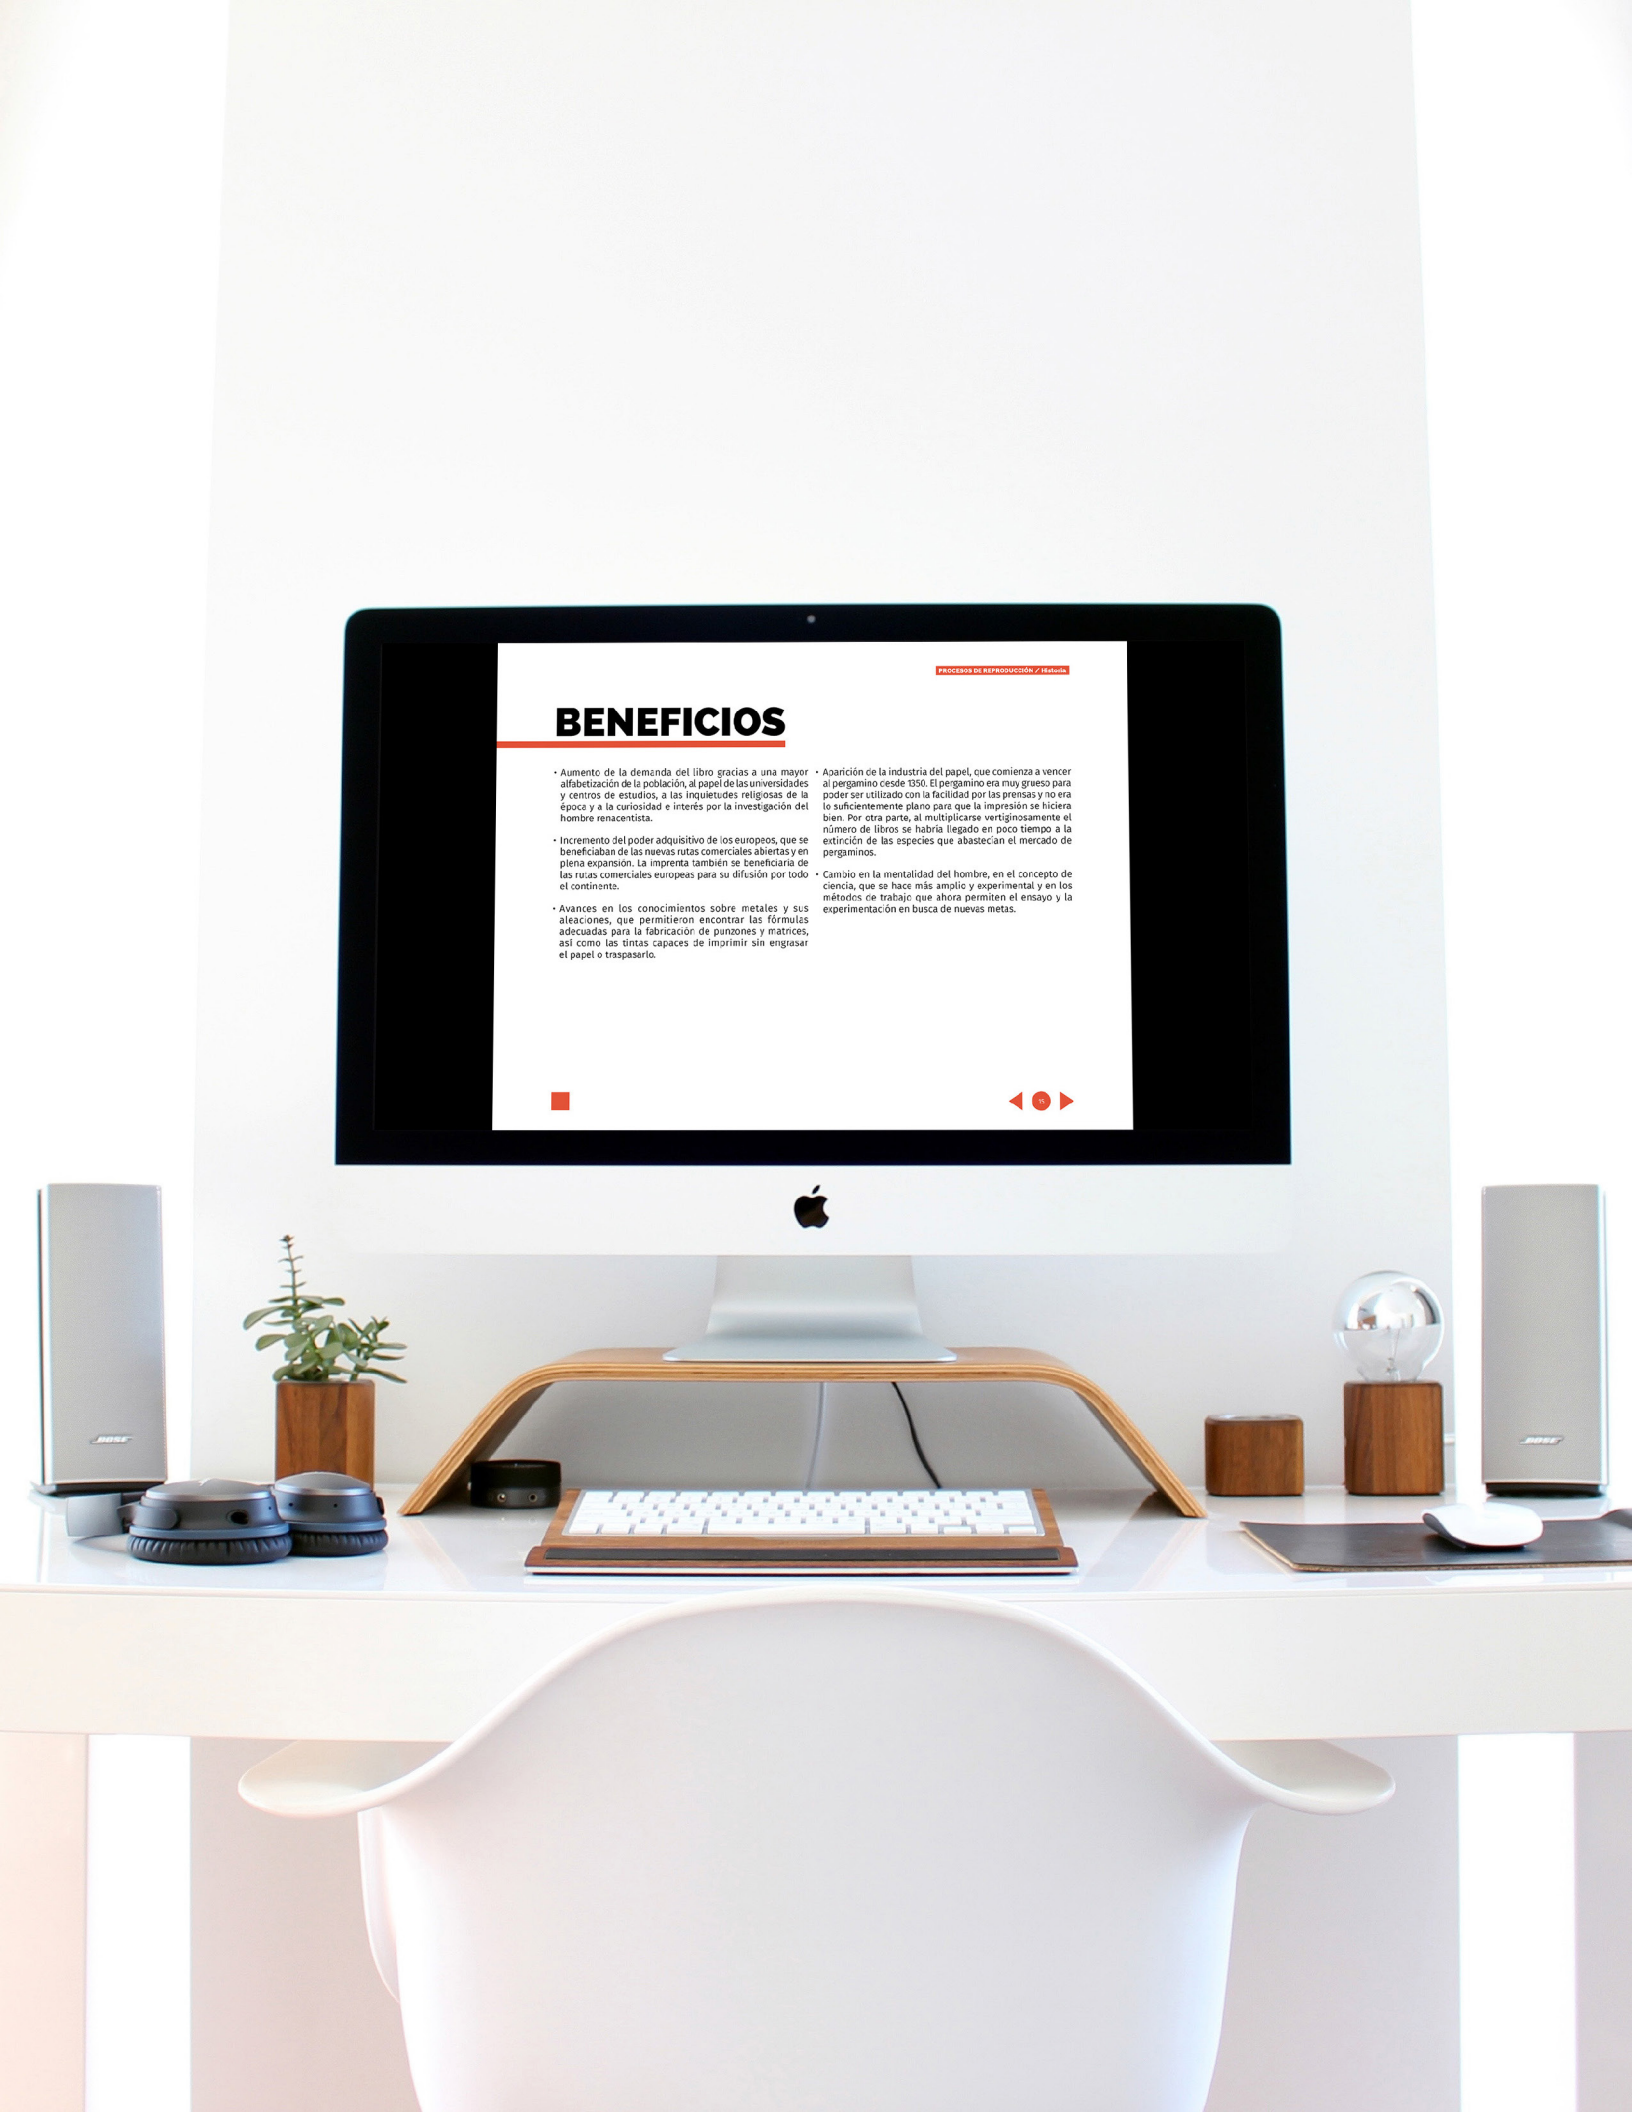 PROCESOS DE REPRODUCCIÓN / Historia
BENEFICIOS
• Aumento de la demanda del libro gracias a una mayor
alfabetización de la población, al papel de las universidades
y centros de estudios, a las inquietudes religiosas de la
época y a la curiosidad e interés por la investigación del
hombre renacentista.
• Incremento del poder adquisitivo de los europeos, que se
beneficiaban de las nuevas rutas comerciales abiertas y en
plena expansión. La imprenta también se beneficiaria de
las rutas comerciales europeas para su difusión por todo
el continente.
• Avances en los conocimientos sobre metales y sus
aleaciones, que permitieron encontrar las fórmulas
adecuadas para la fabricación de punzones y matrices,
así como las tintas capaces de imprimir sin engrasar
el papel o traspasarlo.
• Aparición de la industria del papel, que comienza a vencer
al pergamino desde 1350. El pergamino era muy grueso para
poder ser utilizado con la facilidad por las prensas y no era
lo suficientemente plano para que la impresión se hiciera
bien. Por otra parte, al multiplicarse vertiginosamente el
número de libros se habría llegado en poco tiempo a la
extinción de las especies que abastecían el mercado de
pergaminos.
• Cambio en la mentalidad del hombre, en el concepto de
ciencia, que se hace más amplio y experimental y en los
métodos de trabajo que ahora permiten el ensayo y la
experimentación en busca de nuevas metas.
BOSE
BOSE